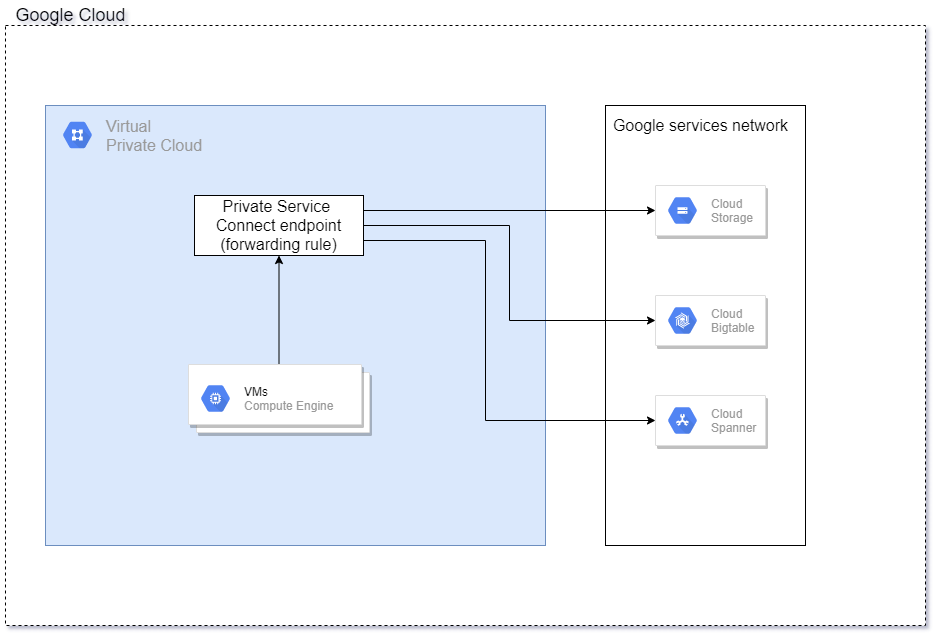 Google Cloud
Virtual
Private Cloud
Google services network
Private Service
Connect endpoint
(forwarding rule)
Cloud
Storage
Cloud
Bigtable
VMs
Compute Engine
Cloud
Spanner